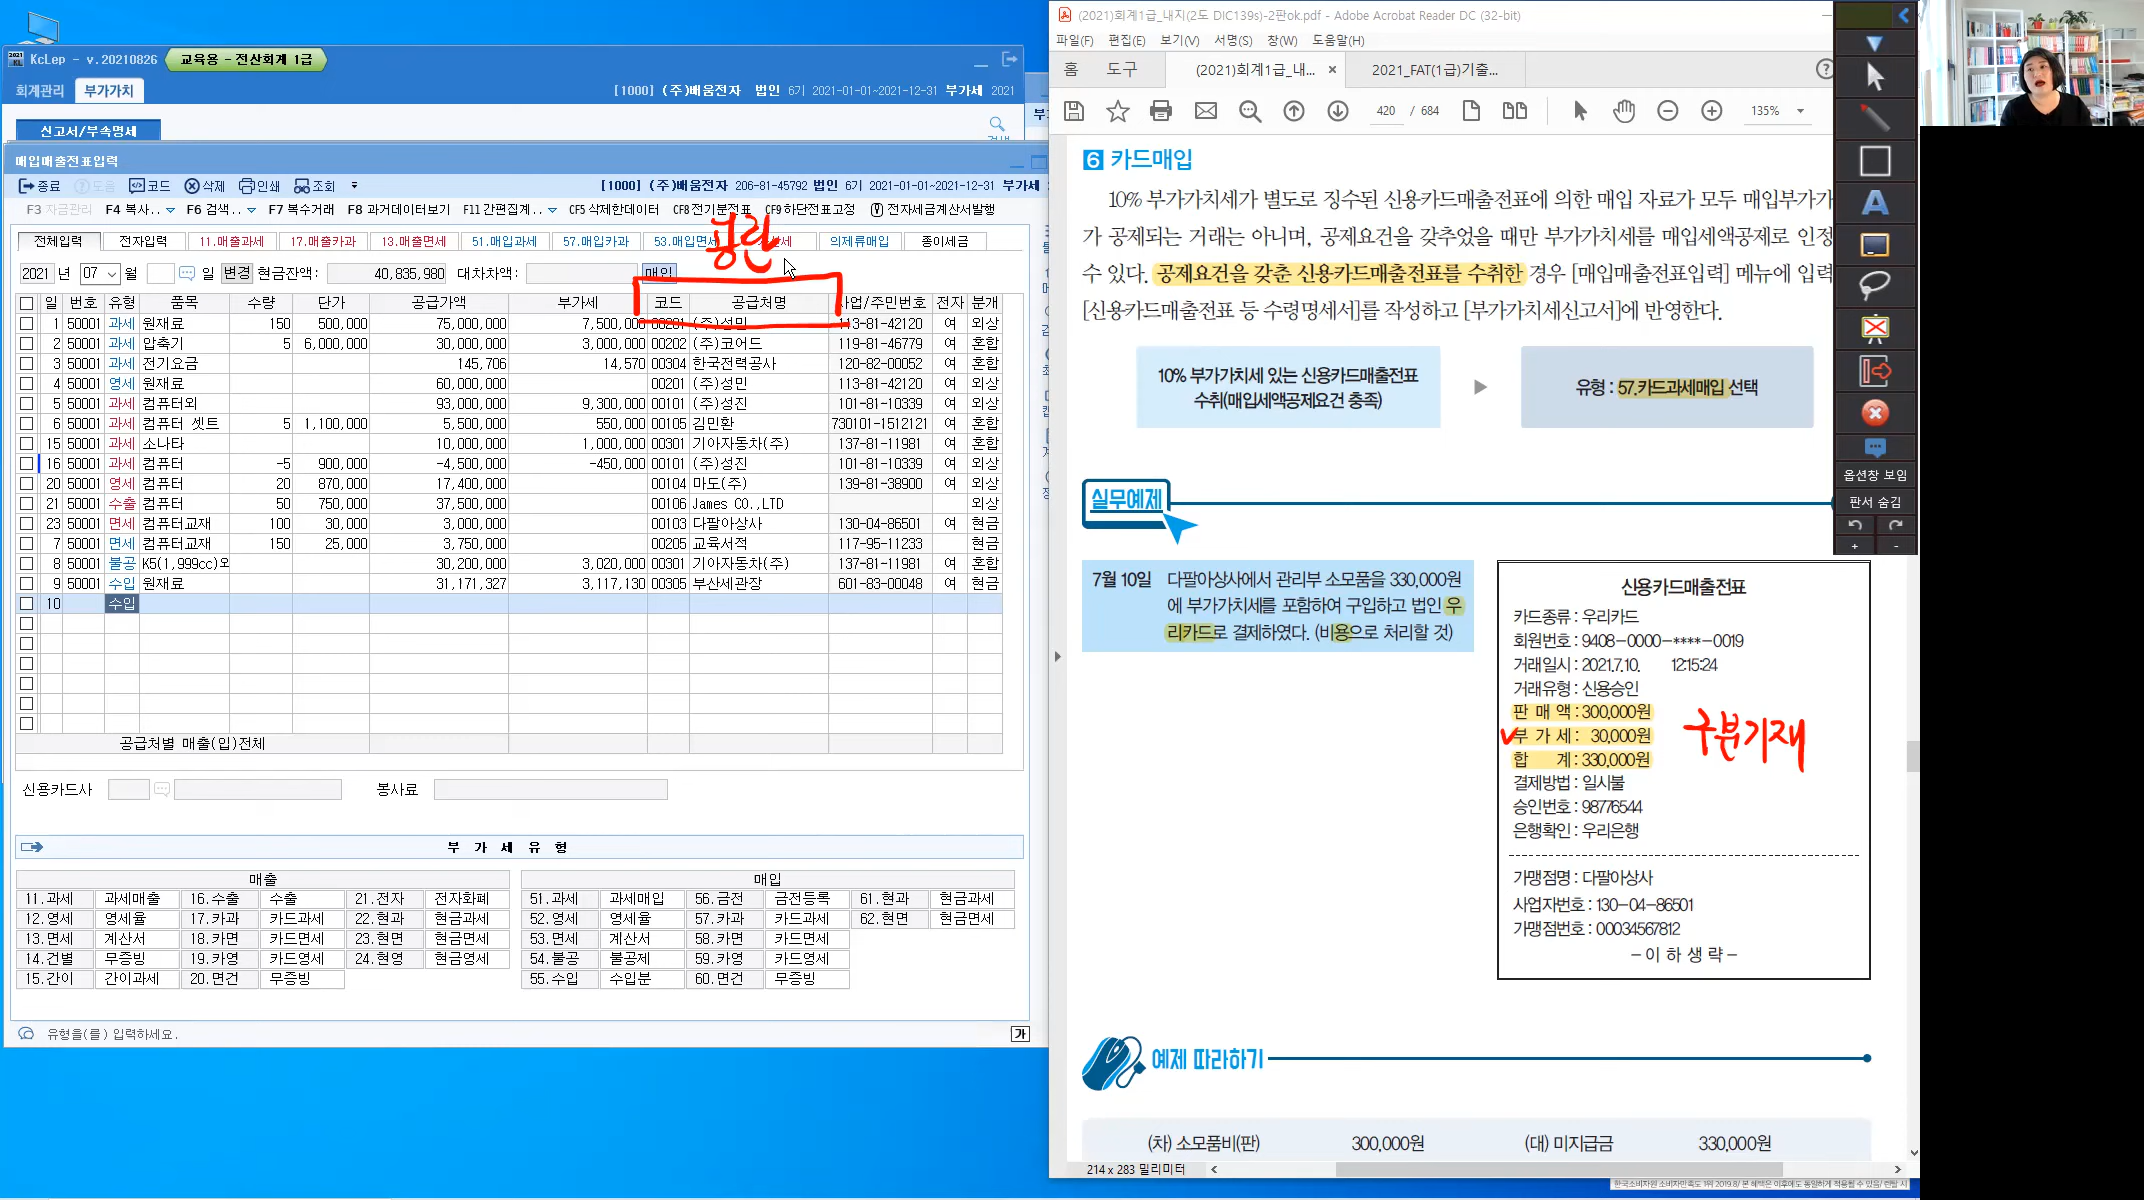 KcLep - v.20210826 교육용 - 전산회계 1급
회계관리 부가가치 [1000] (주)배움전자 법인 6기 2021-01-01~2021-12-31 부가세 2021
신고서/부속명세
매입매출전표입력
종료 도움 코드 삭제 인쇄 조회 [1000] (주)배움전자 206-81-45792 법인 6기 2021-01-01~2021-12-31 부가세
F3 자금관리 F4 복사.. F6 검색.. F7 복수거래 F8 과거데이터보기 F11 간편집계.. CF5 삭제한데이터 CF8 전기분전표 CF9 하단전표고정 전자세금계산서발행
전체입력 전자입력 11.매출과세 17.매출카과 13.매출면세 51.매입과세 57.매입카과 53.매입면세 의제류매입 종이세금
공란
2021 년 07 월 일 변경 현금잔액: 40,835,980 대차차액: 매입
일 번호 유형 품목 수량 단가 공급가액 부가세 코드 공급처명 사업/주민번호 전자 분개
1 50001 과세 원재료 150 500,000 75,000,000 7,500,000 00201 (주)성민 113-81-42120 여 외상
2 50001 과세 압축기 5 6,000,000 30,000,000 3,000,000 00202 (주)코어드 119-81-46779 여 혼합
3 50001 과세 전기요금 145,706 14,570 00304 한국전력공사 120-82-00052 여 혼합
4 50001 영세 원재료 60,000,000 00201 (주)성민 113-81-42120 여 외상
5 50001 과세 컴퓨터외 93,000,000 9,300,000 00101 (주)성진 101-81-10339 여 외상
6 50001 과세 컴퓨터 셋트 5 1,100,000 5,500,000 550,000 00105 김민환 730101-1512121 여 혼합
15 50001 과세 소나타 10,000,000 1,000,000 00301 기아자동차(주) 137-81-11981 여 혼합
16 50001 과세 컴퓨터 -5 900,000 -4,500,000 -450,000 00101 (주)성진 101-81-10339 여 외상
20 50001 영세 컴퓨터 20 870,000 17,400,000 00104 마도(주) 139-81-38900 여 외상
21 50001 수출 컴퓨터 50 750,000 37,500,000 00106 James CO.,LTD 외상
23 50001 면세 컴퓨터교재 100 30,000 3,000,000 00103 다팔아상사 130-04-86501 여 현금
7 50001 면세 컴퓨터교재 150 25,000 3,750,000 00205 교육서적 117-95-11233 현금
8 50001 불공 K5(1,999cc)외 30,200,000 3,020,000 00301 기아자동차(주) 137-81-11981 여 혼합
9 50001 수입 원재료 31,171,327 3,117,130 00305 부산세관장 601-83-00048 여 현금
10 수입
공급처별 매출(입)전체
신용카드사 봉사료
부 가 세 유 형
매출 매입
11.과세 과세매출 16.수출 수출 21.전자 전자화폐 51.과세 과세매입 56.금전 금전등록 61.현과 현금과세
12.영세 영세율 17.카과 카드과세 22.현과 현금과세 52.영세 영세율 57.카과 카드과세 62.현면 현금면세
13.면세 계산서 18.카면 카드면세 23.현면 현금면세 53.면세 계산서 58.카면 카드면세
14.건별 무증빙 19.카영 카드영세 24.현영 현금영세 54.불공 불공제 59.카영 카드영세
15.간이 간이과세 20.면건 무증빙 55.수입 수입분 60.면건 무증빙
유형을(를) 입력하세요. 가
(2021)회계1급_내지(2도 DIC139s)-2판ok.pdf - Adobe Acrobat Reader DC (32-bit)
파일(F) 편집(E) 보기(V) 서명(S) 창(W) 도움말(H)
홈 도구 (2021)회계1급_내... × 2021_FAT(1급)기출...
420 / 684 135%
6 카드매입
10% 부가가치세가 별도로 징수된 신용카드매출전표에 의한 매입 자료가 모두 매입부가가
가 공제되는 거래는 아니며, 공제요건을 갖추었을 때만 부가가치세를 매입세액공제로 인정
수 있다. 공제요건을 갖춘 신용카드매출전표를 수취한 경우 [매입매출전표입력] 메뉴에 입력
[신용카드매출전표 등 수령명세서]를 작성하고 [부가가치세신고서]에 반영한다.
10% 부가가치세 있는 신용카드매출전표
수취(매입세액공제요건 충족)
유형 : 57.카드과세매입 선택
실무예제
7월 10일 다팔아상사에서 관리부 소모품을 330,000원
에 부가가치세를 포함하여 구입하고 법인 우
리카드로 결제하였다. (비용으로 처리할 것)
신용카드매출전표
카드종류 : 우리카드
회원번호 : 9408-0000-****-0019
거래일시 : 2021.7.10. 12:15:24
거래유형 : 신용승인
판 매 액 : 300,000원
부 가 세 : 30,000원
합 계 : 330,000원
구분기재
결제방법 : 일시불
승인번호 : 98776544
은행확인 : 우리은행
가맹점명 : 다팔아상사
사업자번호 : 130-04-86501
가맹점번호 : 00034567812
- 이 하 생 략 -
예제 따라하기
(차) 소모품비(판) 300,000원 (대) 미지급금 330,000원
214 x 283 밀리미터
옵션창 보임
판서 숨김